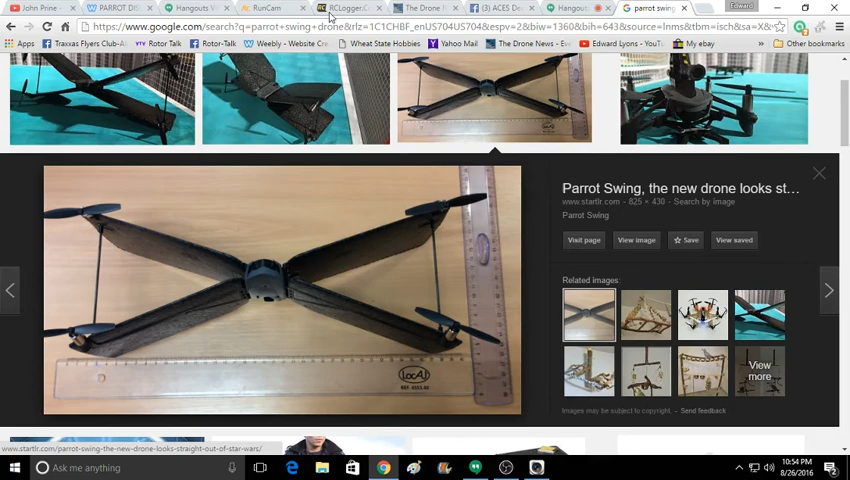 John Prine -
PARROT DIS
Hangouts V
RunCam
RCLogger.C
The Drone
(3) ACES De
Hangout
parrot swing
Edward
https://www.google.com/search?q=parrot+swing+drone&rlz=1C1CHBF_enUS704US704&espv=2&biw=1360&bih=643&source=lnms&tbm=isch&sa=X&
Apps
Traxxas Flyers-Cl
Rotor Talk
Rotor-Talk
Weebly - Website Cre
Wheat State Hobbies
Yahoo Mail
The Drone News - Ev
Edward Lyons - YouT
My ebay
Other bookmarks
LOCAU
Parrot Swing, the new drone looks st...
www.startlr.com - 825 × 430 - Search by image
Parrot Swing
Visit page
View image
Save
View saved
Related images:
View more
Images may be subject to copyright. - Send feedback
www.startlr.com/parrot-swing-the-new-drone-looks-straight-out-of-star-wars/
Ask me anything
10:54 PM
8/26/2016
2